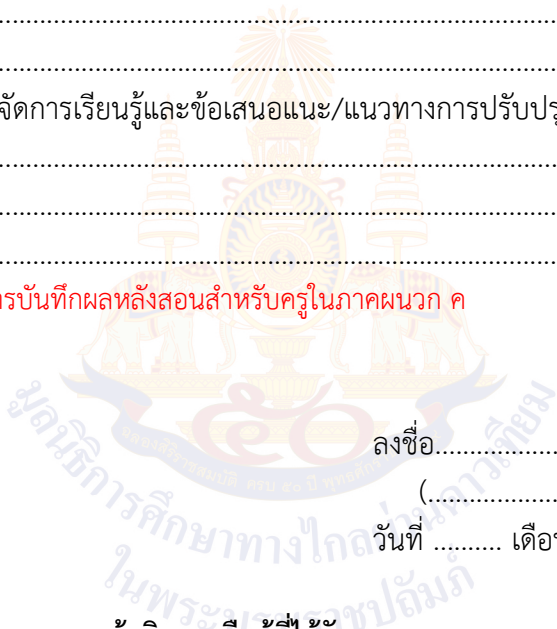 ........................................................................................................
........................................................................................................
จัดการเรียนรู้และข้อเสนอแนะ/แนวทางการปรับปรุ
........................................................................................................
........................................................................................................
........................................................................................................
ารบันทึกผลหลังสอนสำหรับครูในภาคผนวก ค
ลงชื่อ....................
(....................
วันที่ .......... เดือน
มูลนิธิการศึกษาทางไกลผ่านดาวเทียม
ในพระบรมราชูปถัมภ์